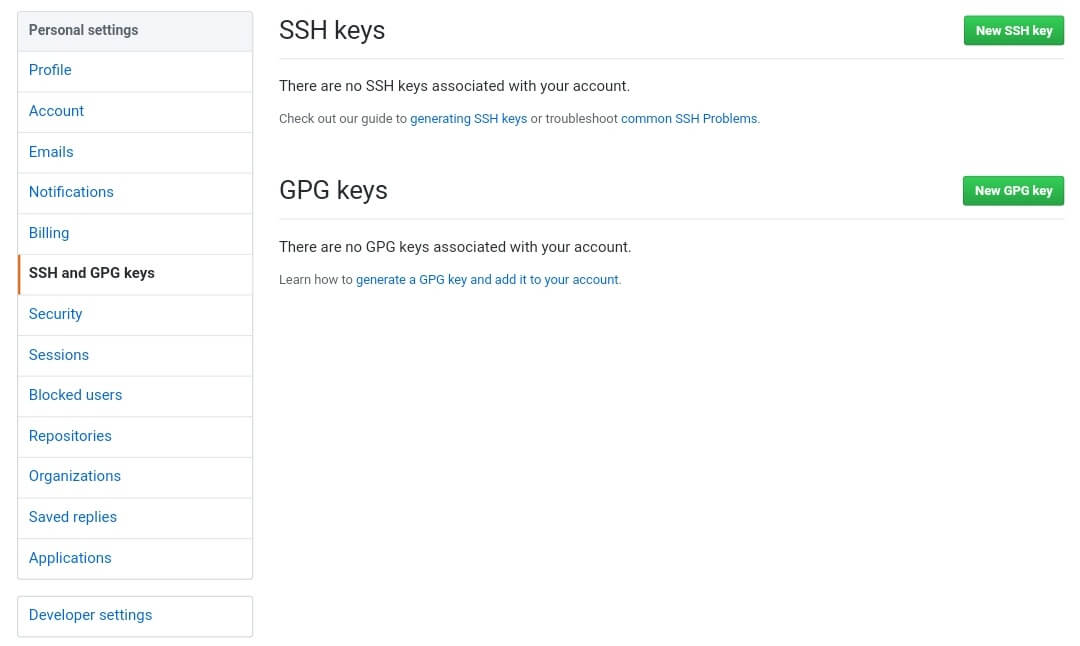 Personal settings
Profile
Account
Emails
Notifications
Billing
SSH and GPG keys
Security
Sessions
Blocked users
Repositories
Organizations
Saved replies
Applications
Developer settings
SSH keys
New SSH key
There are no SSH keys associated with your account.
Check out our guide to generating SSH keys or troubleshoot common SSH Problems.
GPG keys
New GPG key
There are no GPG keys associated with your account.
Learn how to generate a GPG key and add it to your account.